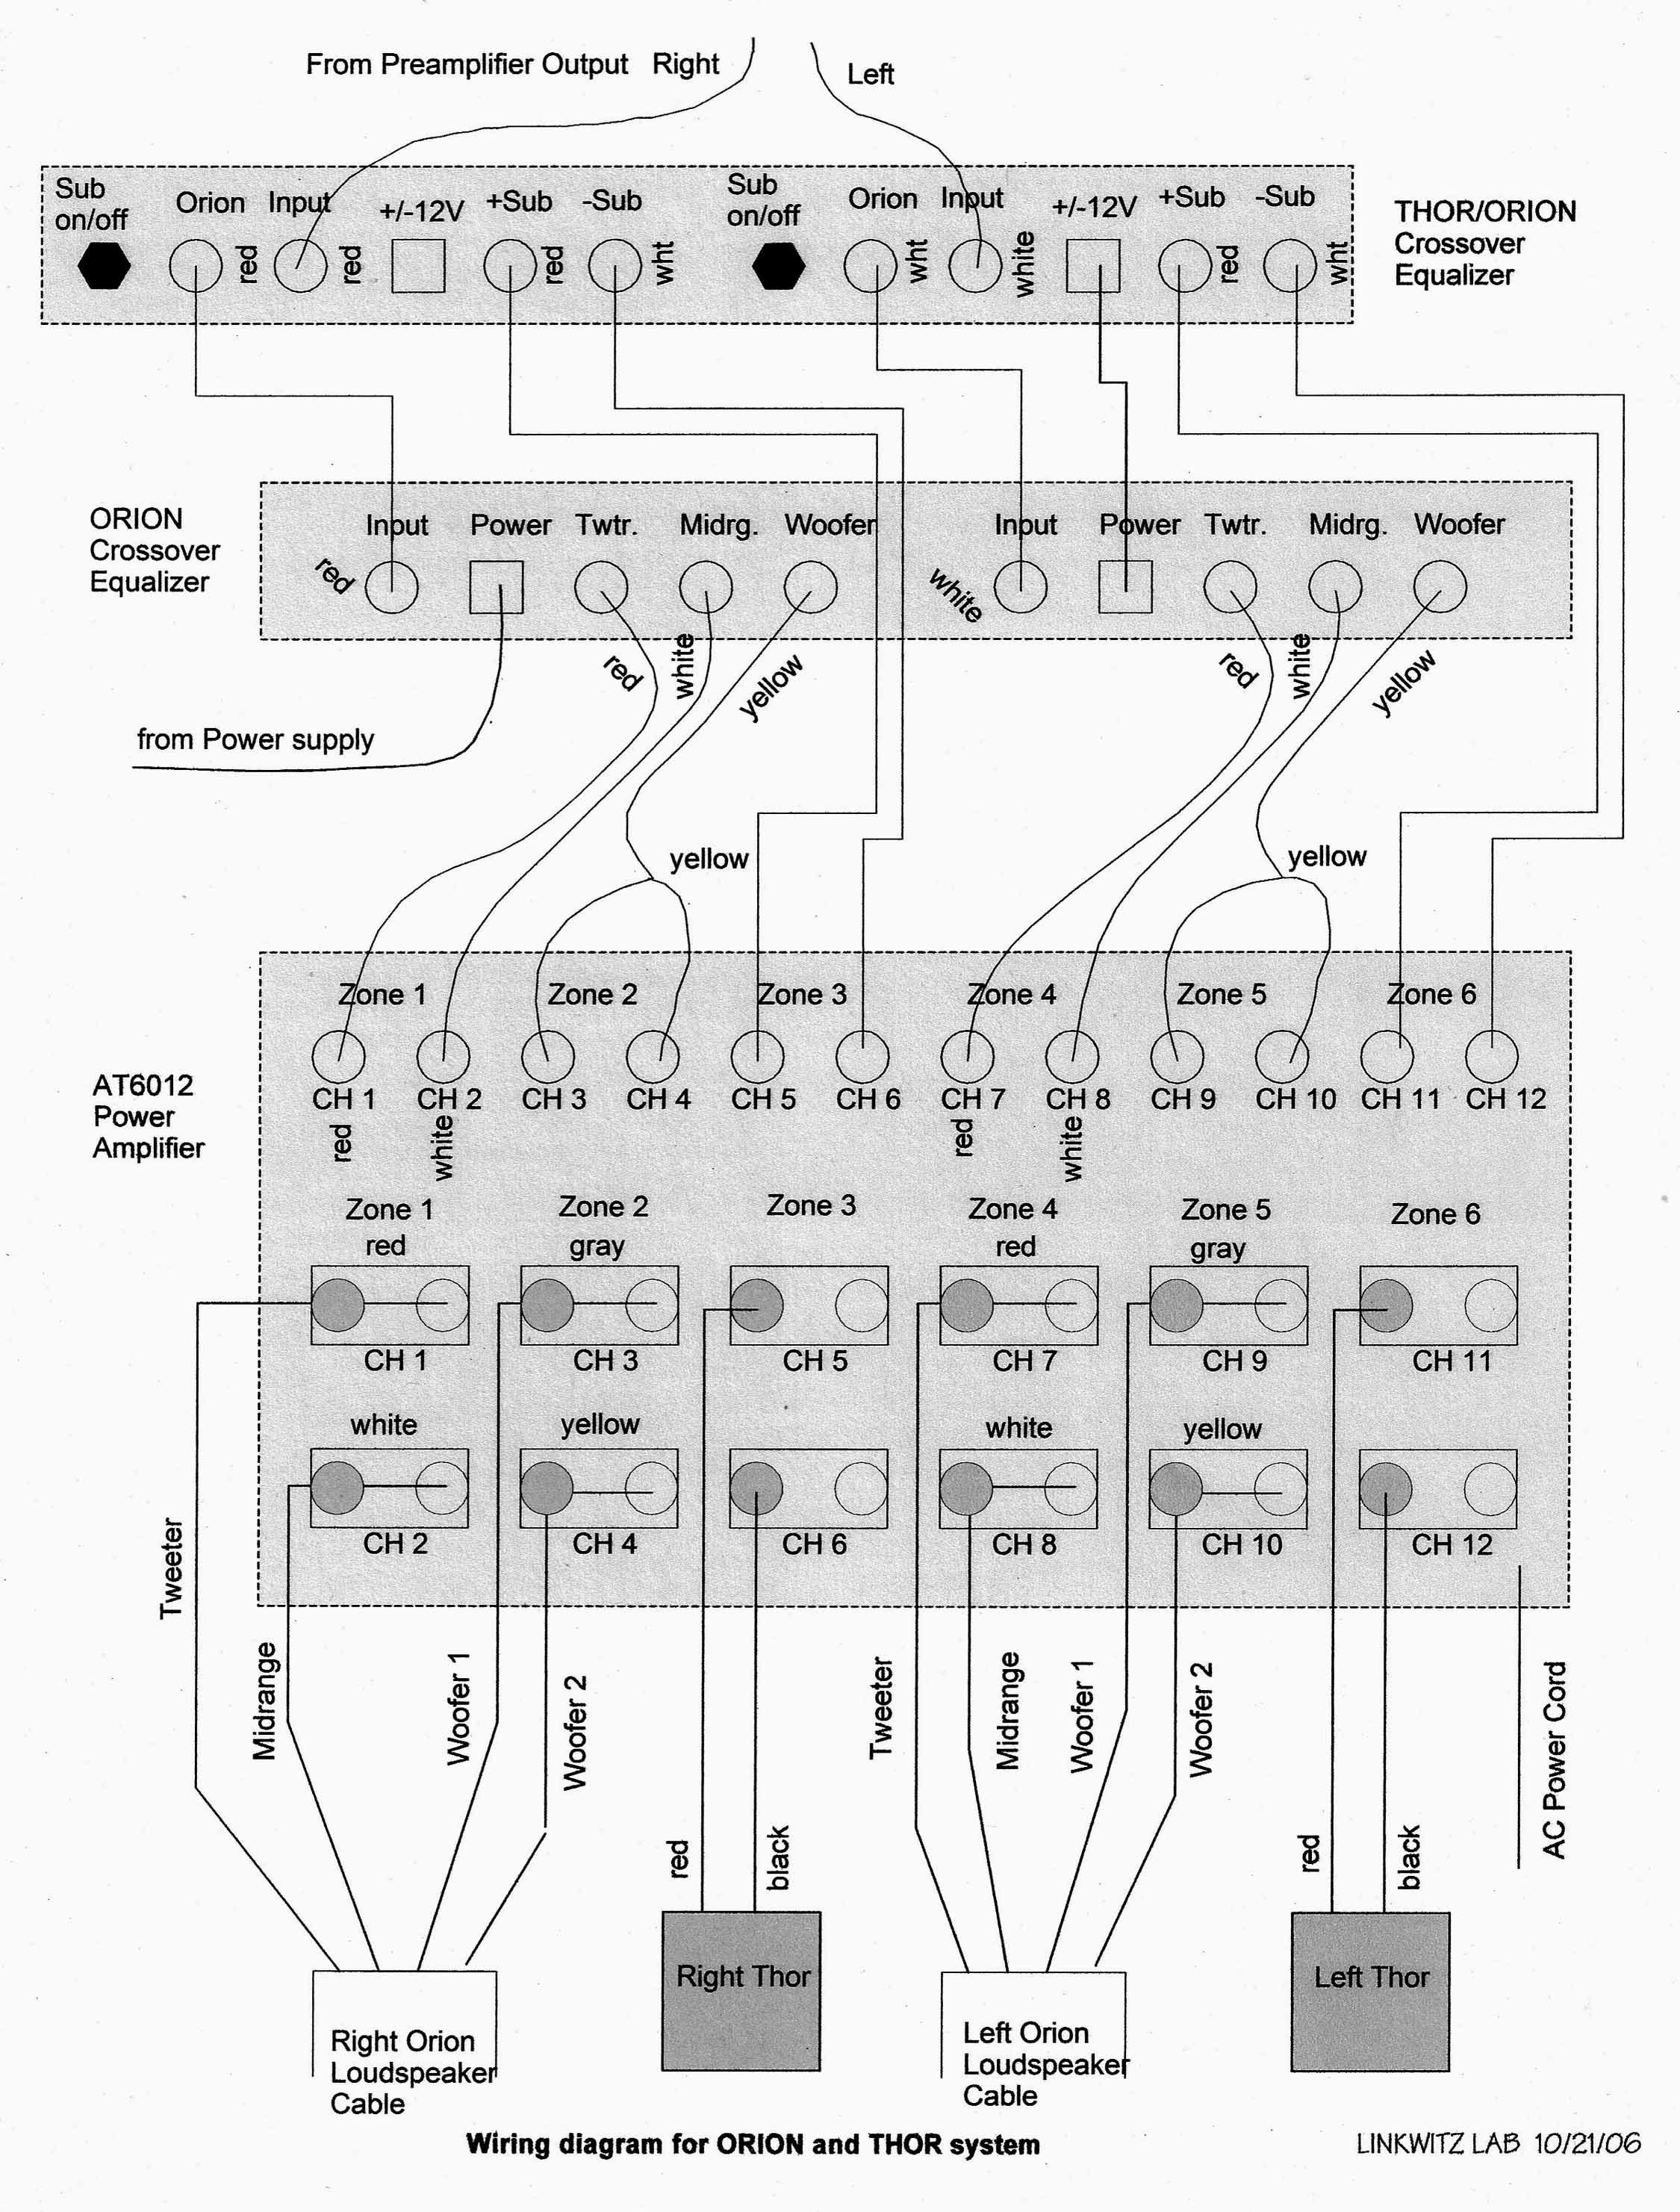 From Preamplifier Output Right
Left
Sub
on/off
Orion
Input
+/-12V
+Sub
-Sub
Sub
on/off
Orion
Input
+/-12V
+Sub
-Sub
red
red
red
wht
wht
white
red
wht
THOR/ORION
Crossover
Equalizer
ORION
Crossover
Equalizer
Input
Power
Twtr.
Midrg.
Woofer
Input
Power
Twtr.
Midrg.
Woofer
red
white
red
white
yellow
red
white
yellow
from Power supply
yellow
yellow
AT6012
Power
Amplifier
Zone 1
Zone 2
Zone 3
Zone 4
Zone 5
Zone 6
CH 1
CH 2
CH 3
CH 4
CH 5
CH 6
CH 7
CH 8
CH 9
CH 10
CH 11
CH 12
red
white
red
white
Zone 1
Zone 2
Zone 3
Zone 4
Zone 5
Zone 6
red
gray
red
gray
CH 1
CH 3
CH 5
CH 7
CH 9
CH 11
white
yellow
white
yellow
CH 2
CH 4
CH 6
CH 8
CH 10
CH 12
Tweeter
Midrange
Woofer 1
Woofer 2
red
black
Tweeter
Midrange
Woofer 1
Woofer 2
red
black
AC Power Cord
Right Orion
Loudspeaker
Cable
Right Thor
Left Orion
Loudspeaker
Cable
Left Thor
Wiring diagram for ORION and THOR system
LINKWITZ LAB 10/21/06